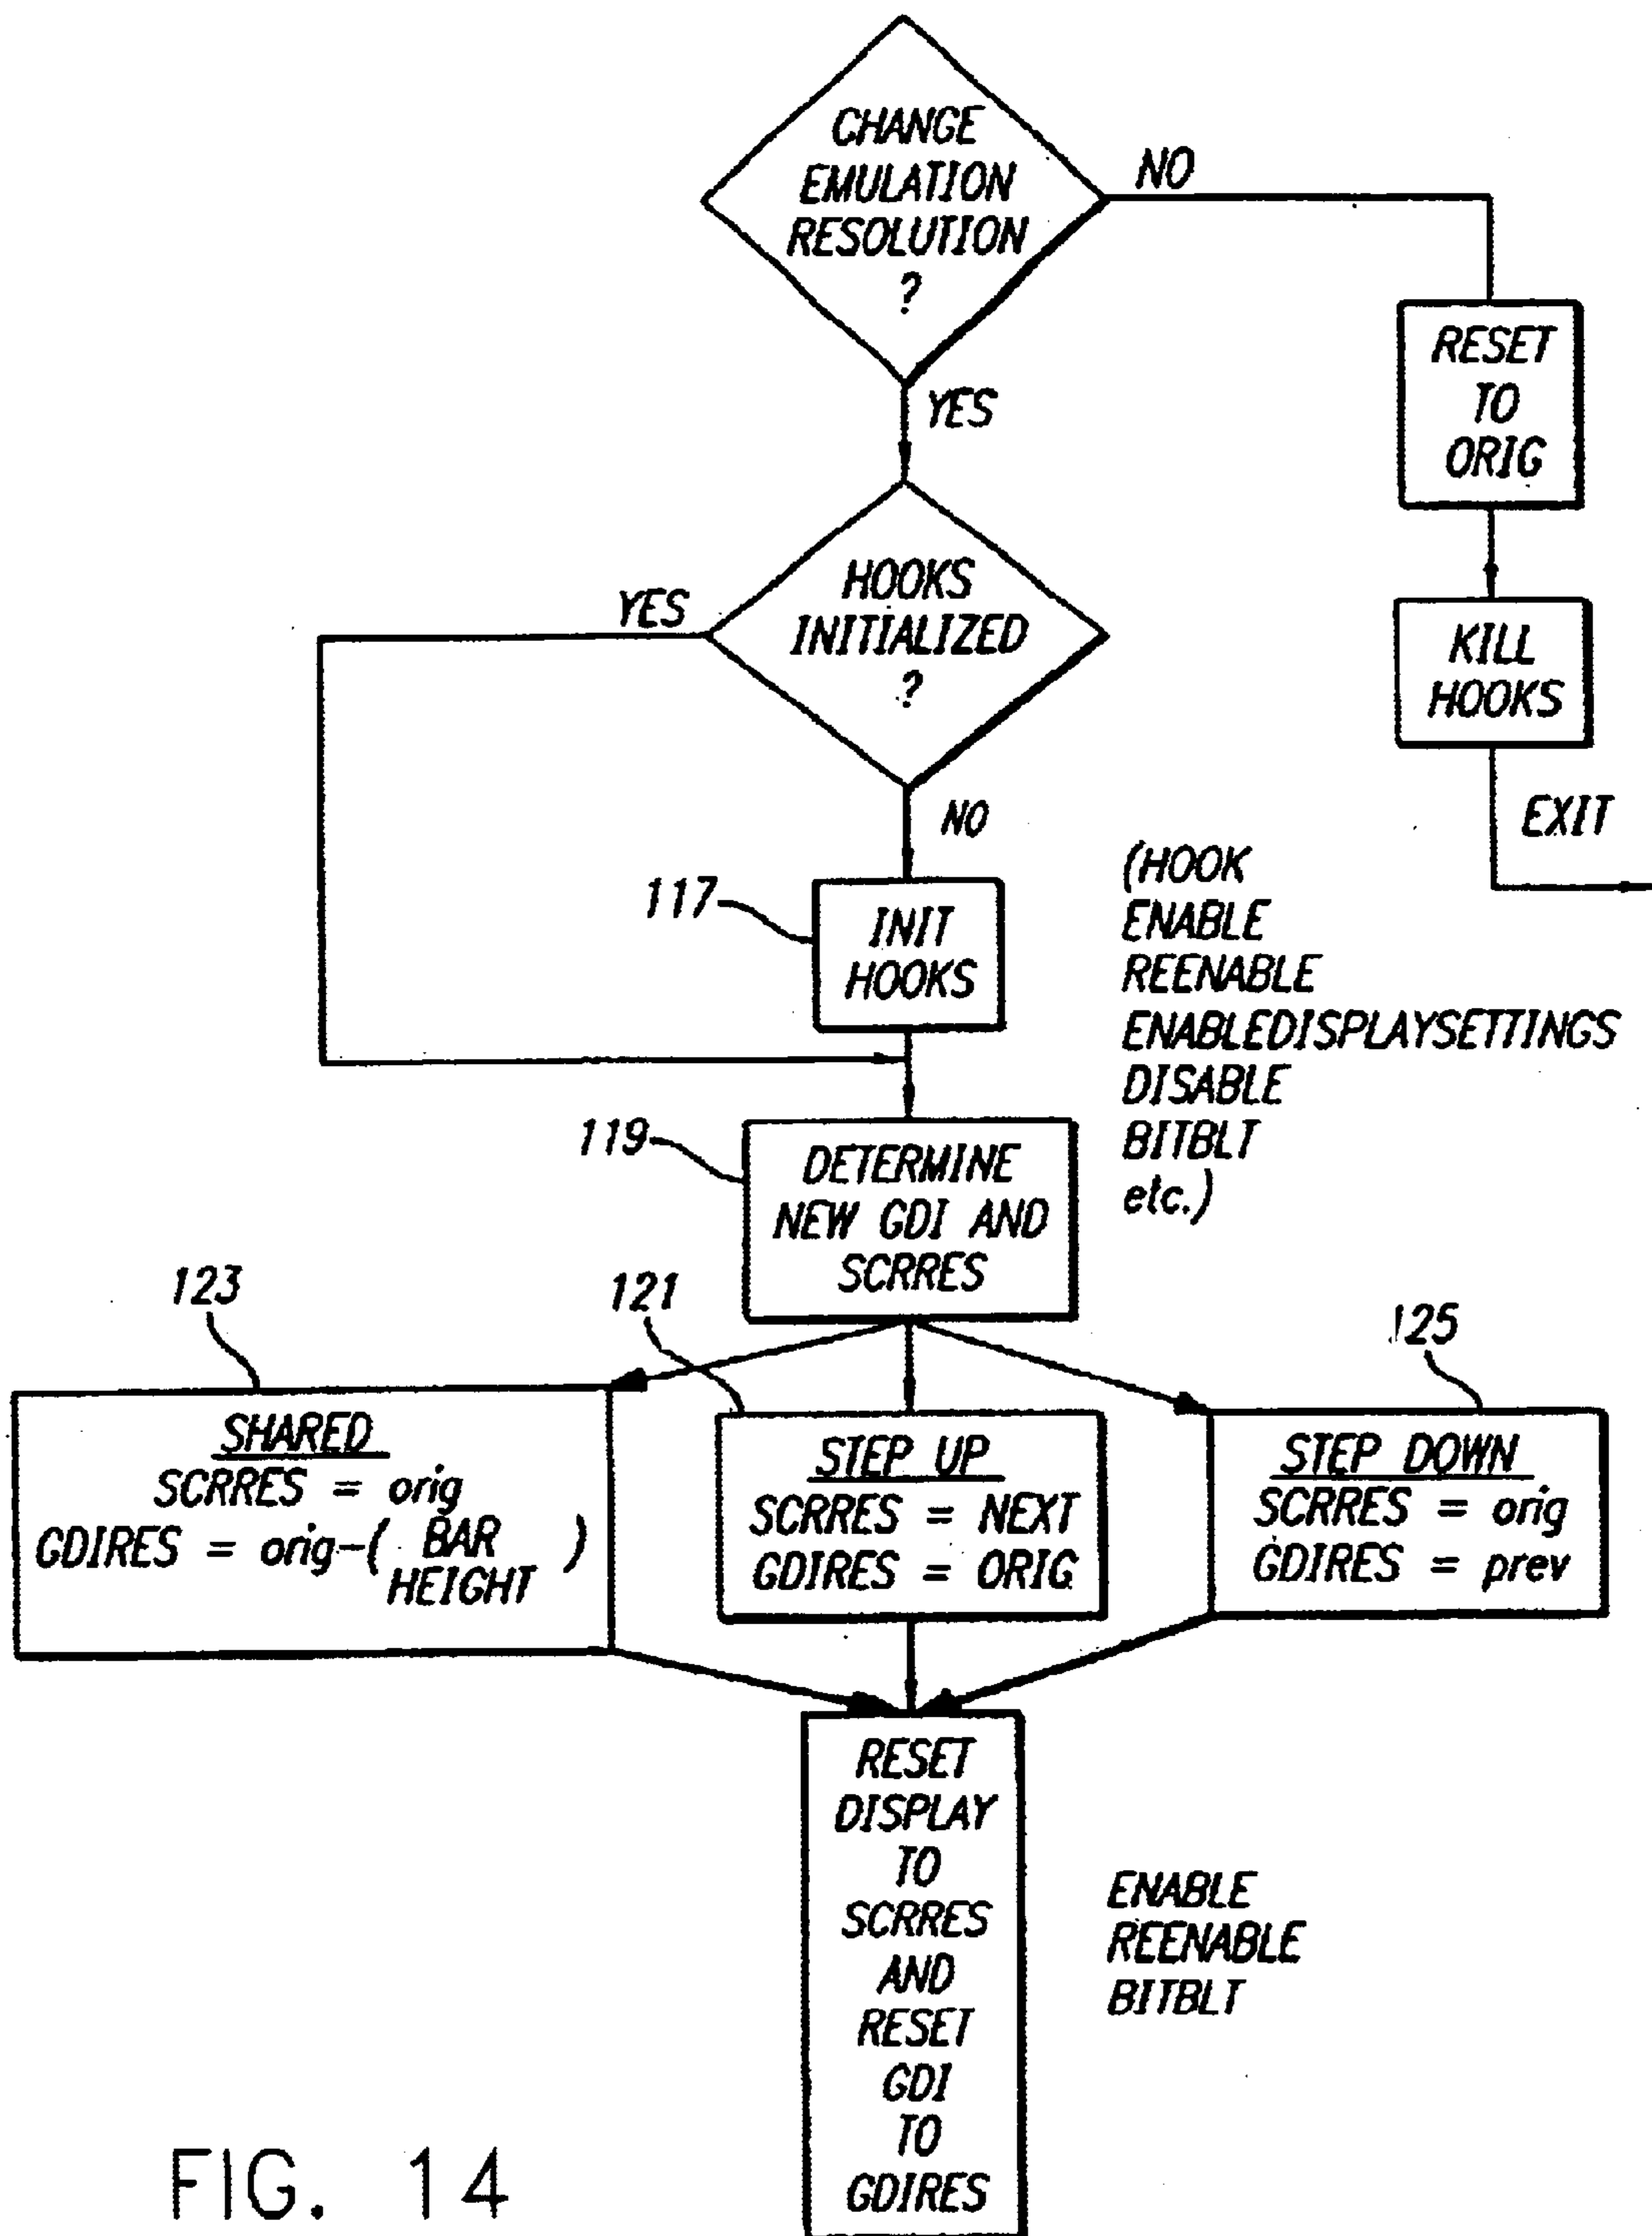 CHANGE
EMULATION
RESOLUTION
?
NO
YES
RESET
TO
ORIG
KILL
HOOKS
EXIT
HOOKS
INITIALIZED
?
YES
NO
117
INIT
HOOKS
(HOOK
ENABLE
REENABLE
ENABLEDISPLAYSETTINGS
DISABLE
BITBLT
etc.)
119
DETERMINE
NEW GDI AND
SCRRES
123
SHARED
SCRRES = orig
GDIRES = orig-( BAR )
HEIGHT
121
STEP UP
SCRRES = NEXT
GDIRES = ORIG
125
STEP DOWN
SCRRES = orig
GDIRES = prev
RESET
DISPLAY
TO
SCRRES
AND
RESET
GDI
TO
GDIRES
ENABLE
REENABLE
BITBLT
FIG. 14